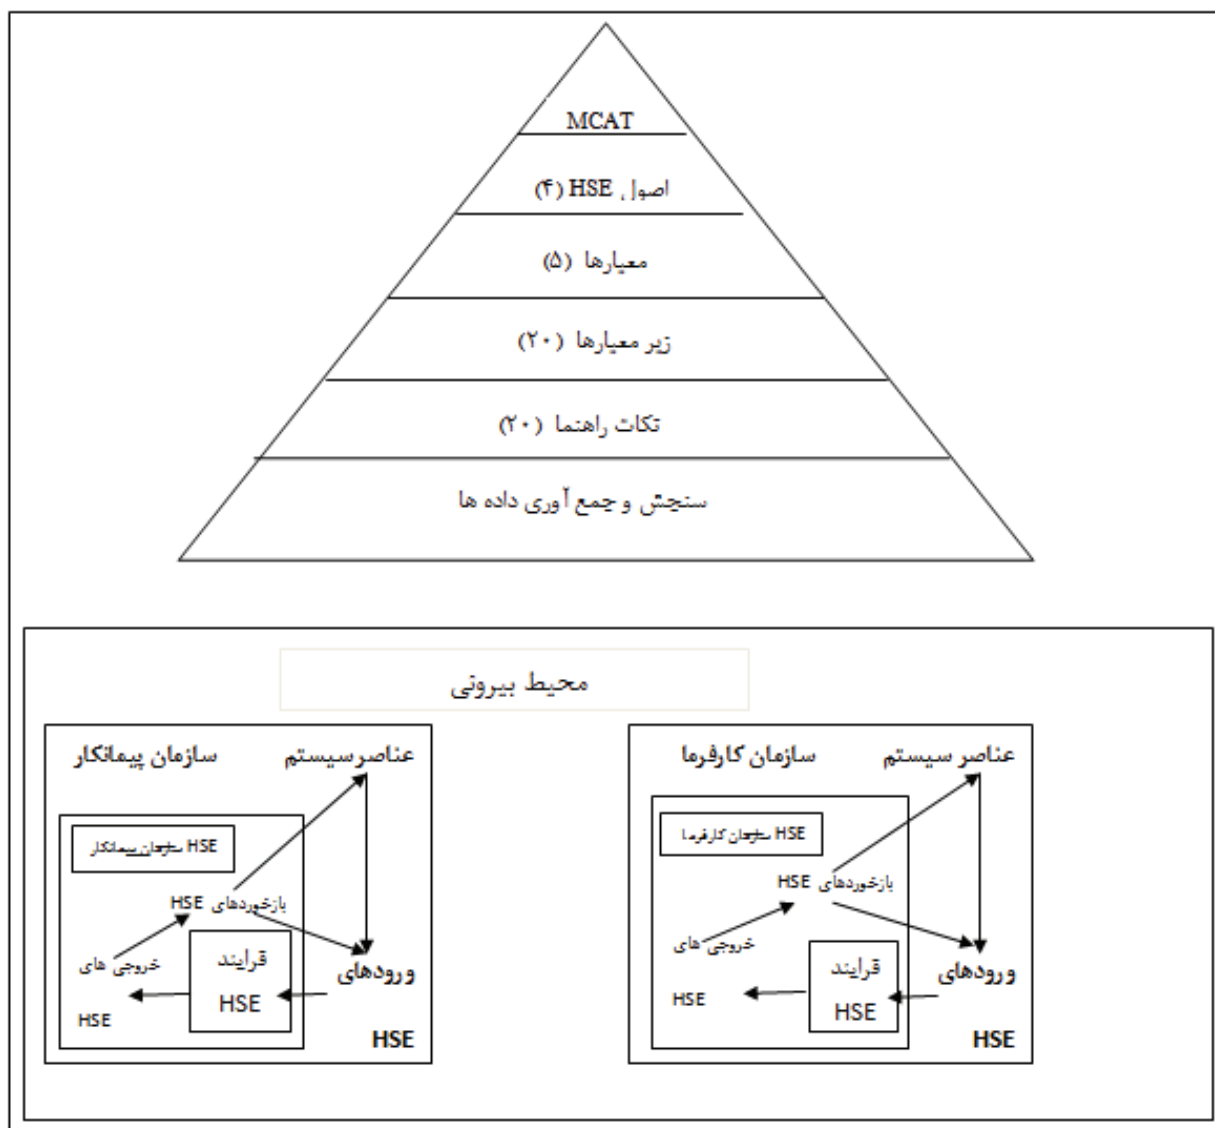 MCAT
اصول HSE (۴)
معیارها (۵)
زیر معیارها (۲۰)
نکات راهنما (۲۰)
سنجش و جمع آوری داده ها
محیط بیرونی
عناصر سیستم
سازمان کارفرما
HSE سازمان کارفرما
بازخوردهای HSE
خروجی های
HSE
فرایند
HSE
ورودهای
HSE
عناصر سیستم
سازمان پیمانکار
HSE سازمان پیمانکار
بازخوردهای HSE
خروجی های
HSE
فرایند
HSE
ورودهای
HSE